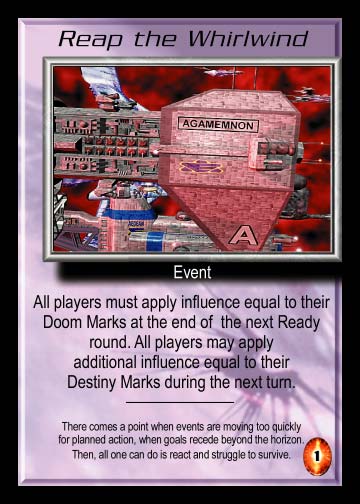 Reap the Whirlwind
AGAMEMNON
A
Event
All players must apply influence equal to their
Doom Marks at the end of the next Ready
round. All players may apply
additional influence equal to their
Destiny Marks during the next turn.
There comes a point when events are moving too quickly
for planned action, when goals recede beyond the horizon.
Then, all one can do is react and struggle to survive.
1